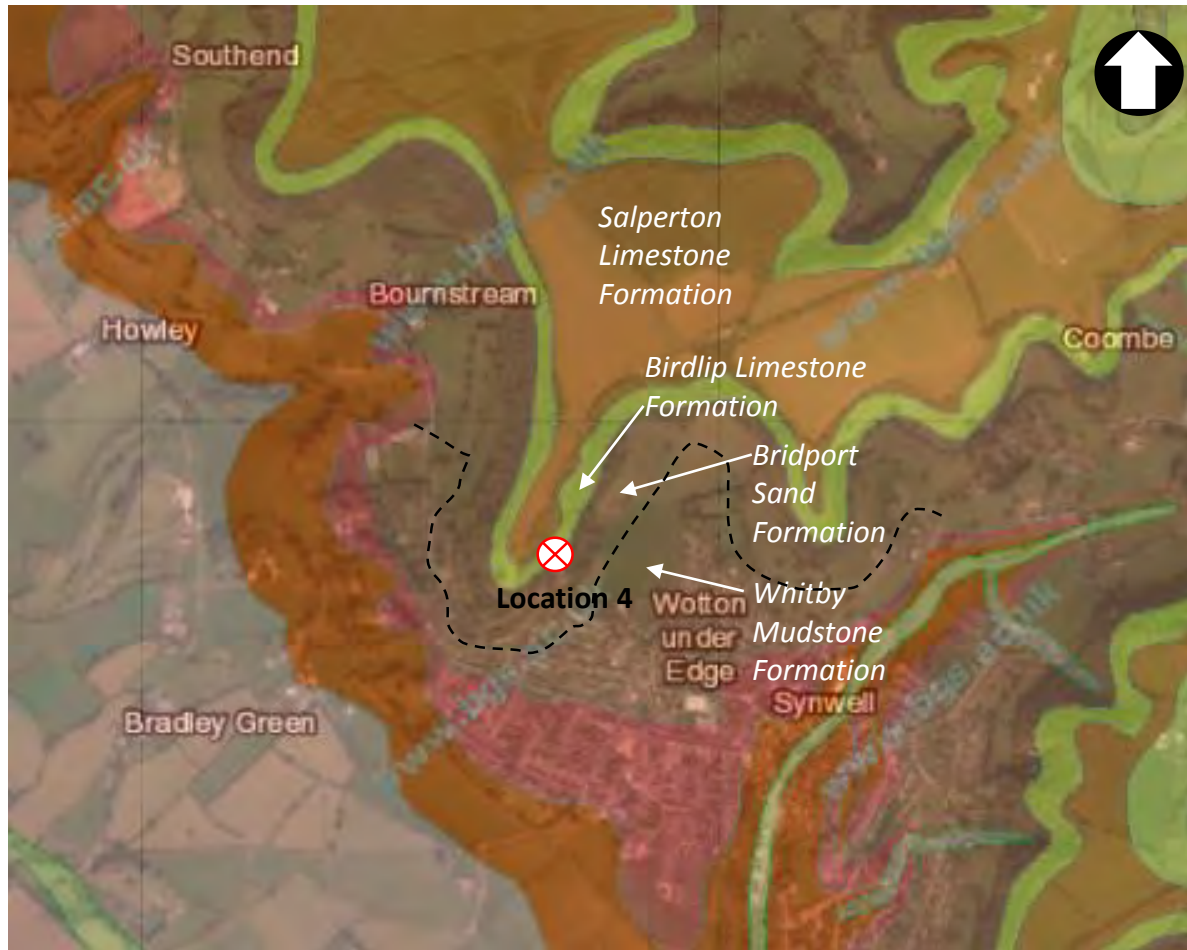 Southend
Salperton
Limestone
Formation
Bournstream
Howley
Coombe
Birdlip Limestone
Formation
Bridport
Sand
Formation
Location 4
Wotton
under
Edge
Whitby
Mudstone
Formation
Synwell
Bradley Green